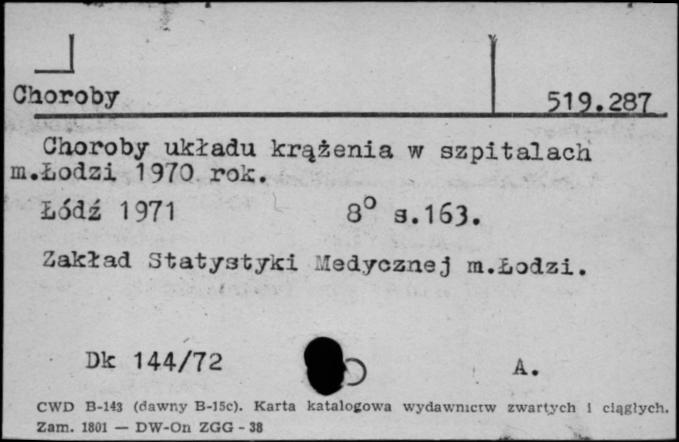 Choroby 519.287
Choroby układu krążenia w szpitalach
m.Łodzi 1970 rok.
Łódź 1971 8° s.163.
Zakład Statystyki Medycznej m.Łodzi.
Dk 144/72 A.
CWD B-143 (dawny B-15c). Karta katalogowa wydawnictw zwartych i ciągłych.
Zam. 1801 — DW-On ZGG - 38